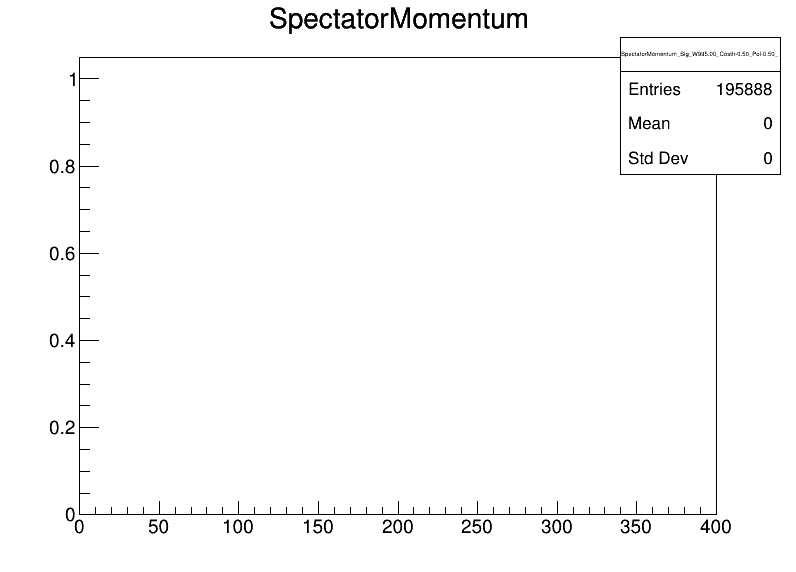 SpectatorMomentum
SpectatorMomentum_Sig_W995.00_Costh-0.50_Pol-0.50_
Entries 195888
Mean 0
Std Dev 0
1
0.8
0.6
0.4
0.2
0
0 50 100 150 200 250 300 350 400